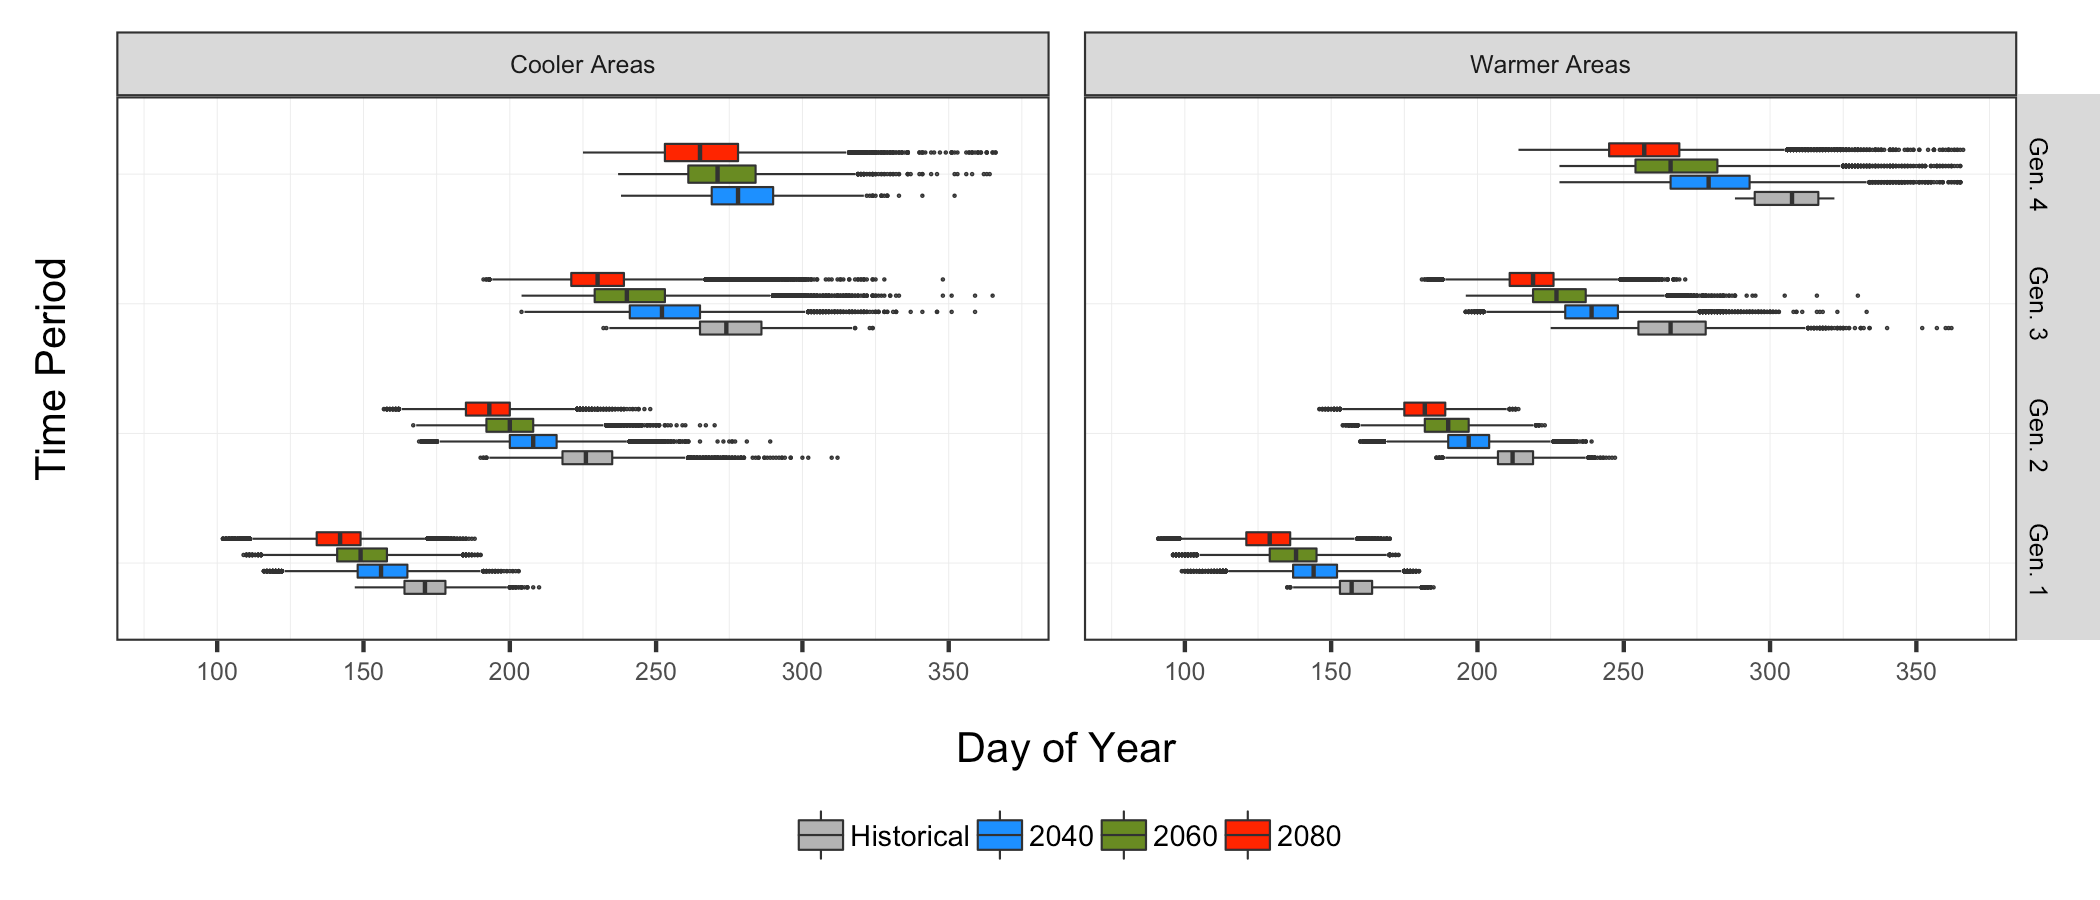 Cooler Areas
Warmer Areas
Time Period
Gen. 4
Gen. 3
Gen. 2
Gen. 1
100 150 200 250 300 350
100 150 200 250 300 350
Day of Year
Historical 2040 2060 2080